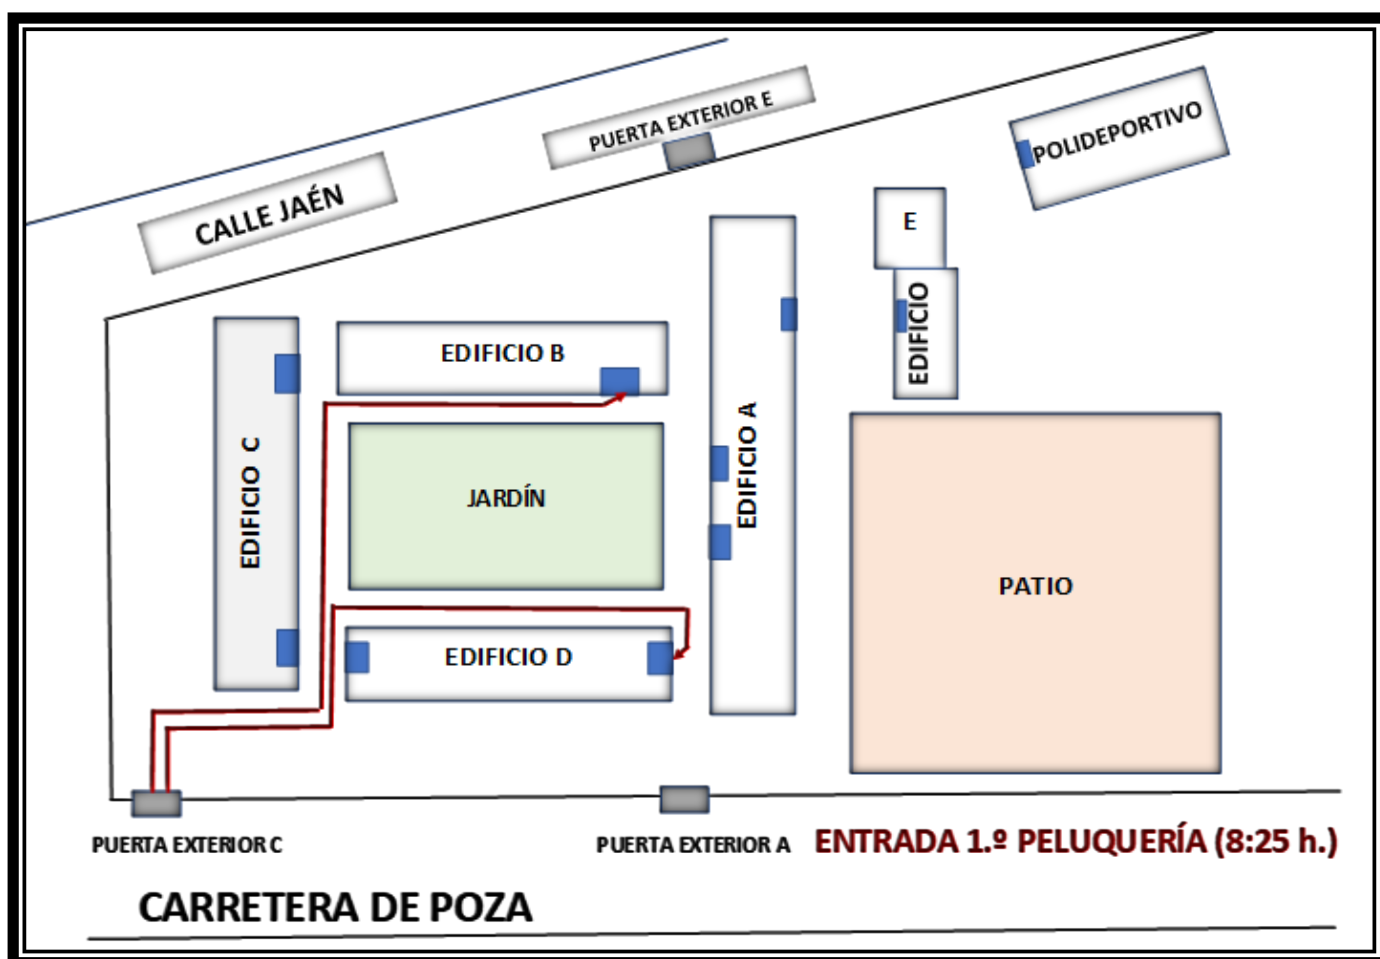 PUERTA EXTERIOR E
POLIDEPORTIVO
CALLE JAÉN
E
EDIFICIO
EDIFICIO B
EDIFICIO A
EDIFICIO C
JARDÍN
PATIO
EDIFICIO D
PUERTA EXTERIOR C
PUERTA EXTERIOR A
ENTRADA 1.º PELUQUERÍA (8:25 h.)
CARRETERA DE POZA